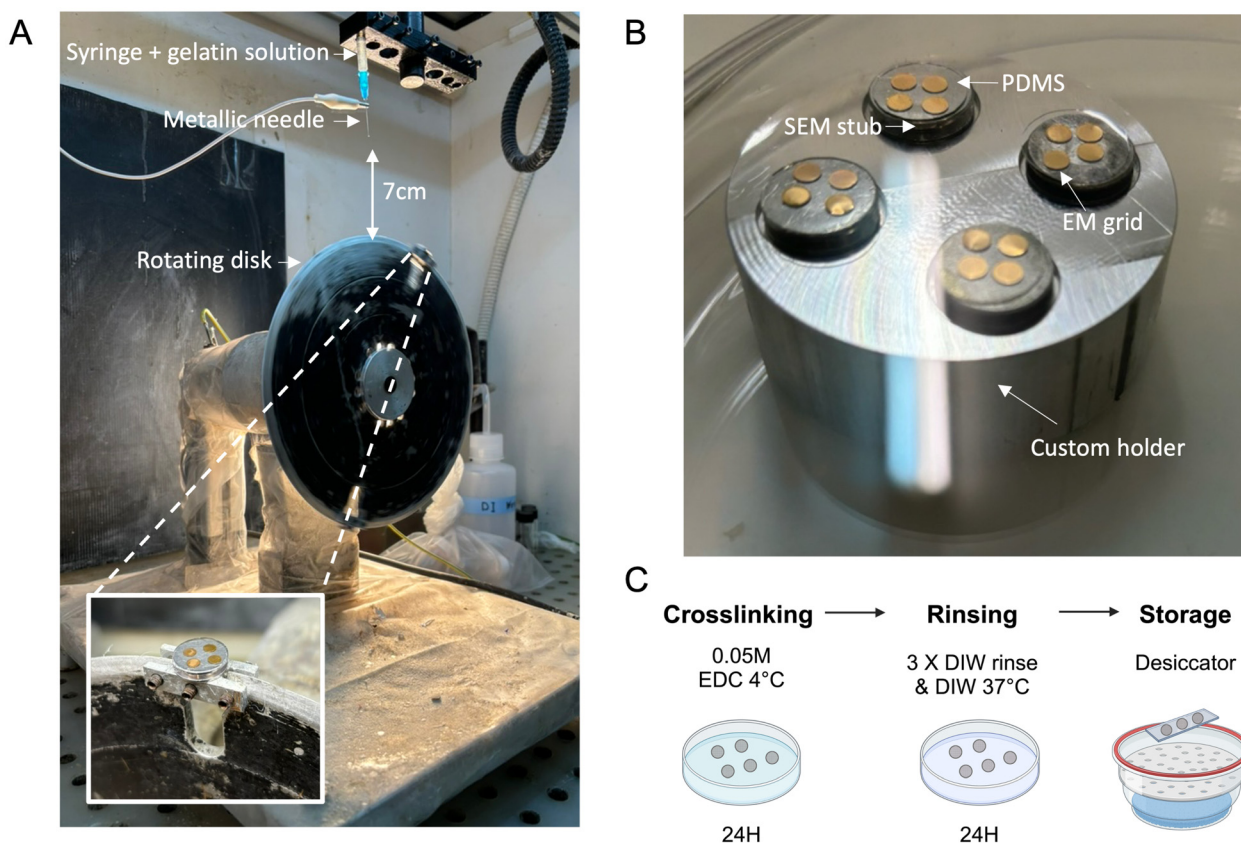 A
Syringe + gelatin solution
Metallic needle
7cm
Rotating disk
B
PDMS
SEM stub
EM grid
Custom holder
C
Crosslinking
Rinsing
Storage
0.05M
EDC 4°C
3 X DIW rinse
& DIW 37°C
Desiccator
24H
24H
DI